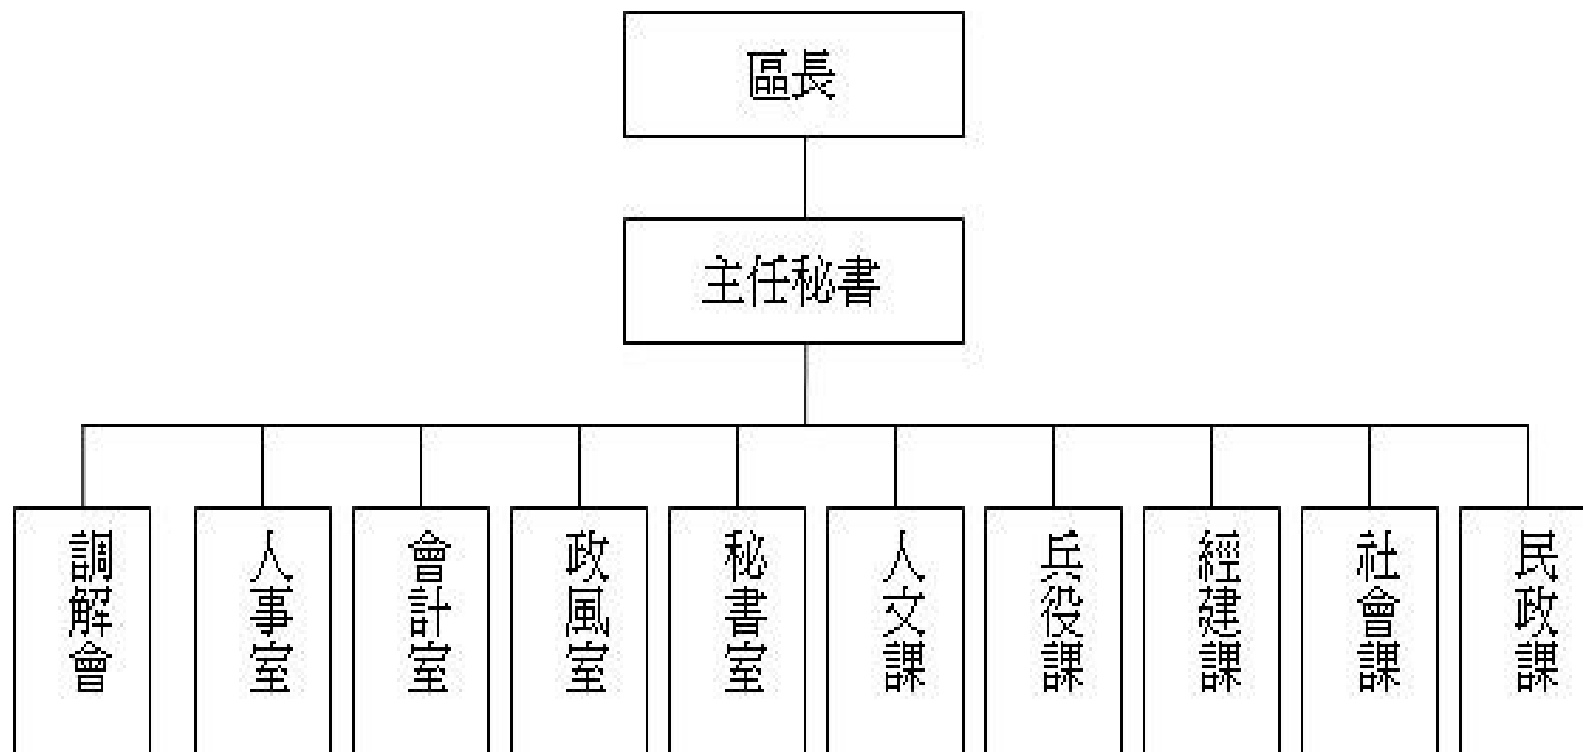 區長
主任秘書
調解會
人事室
會計室
政風室
秘書室
人文課
兵役課
經建課
社會課
民政課